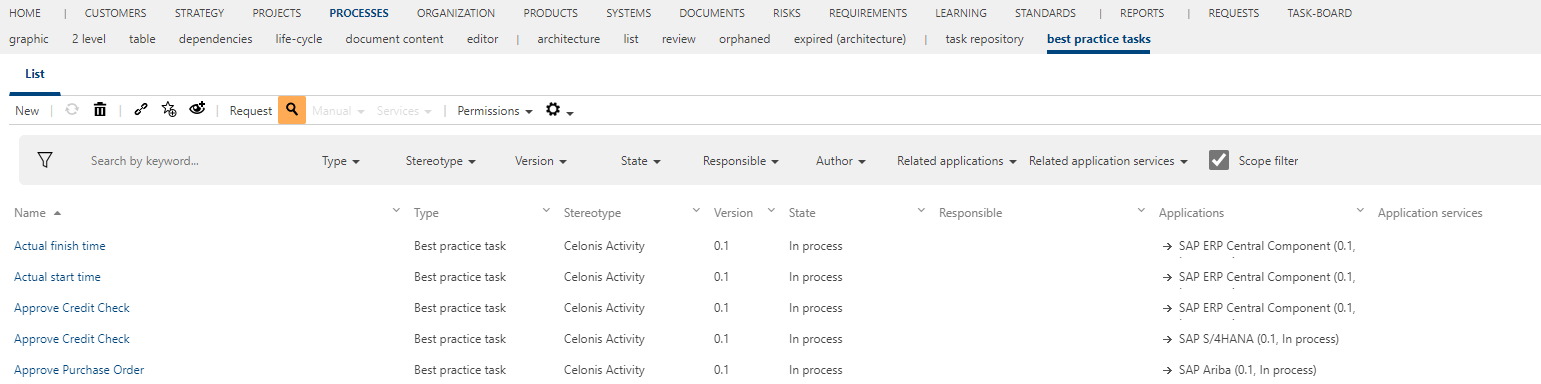 HOME | CUSTOMERS STRATEGY PROJECTS PROCESSES ORGANIZATION PRODUCTS SYSTEMS DOCUMENTS RISKS REQUIREMENTS LEARNING STANDARDS | REPORTS | REQUESTS TASK-BOARD
graphic 2 level table dependencies life-cycle document content editor | architecture list review orphaned expired (architecture) | task repository best practice tasks
List
New | | | Request Manual Services | Permissions
Search by keyword... Type Stereotype Version State Responsible Author Related applications Related application services Scope filter
Name Type Stereotype Version State Responsible Applications Application services
Actual finish time Best practice task Celonis Activity 0.1 In process → SAP ERP Central Component (0.1,
Actual start time Best practice task Celonis Activity 0.1 In process → SAP ERP Central Component (0.1,
Approve Credit Check Best practice task Celonis Activity 0.1 In process → SAP ERP Central Component (0.1,
Approve Credit Check Best practice task Celonis Activity 0.1 In process → SAP S/4HANA (0.1, In process)
Approve Purchase Order Best practice task Celonis Activity 0.1 In process → SAP Ariba (0.1, In process)